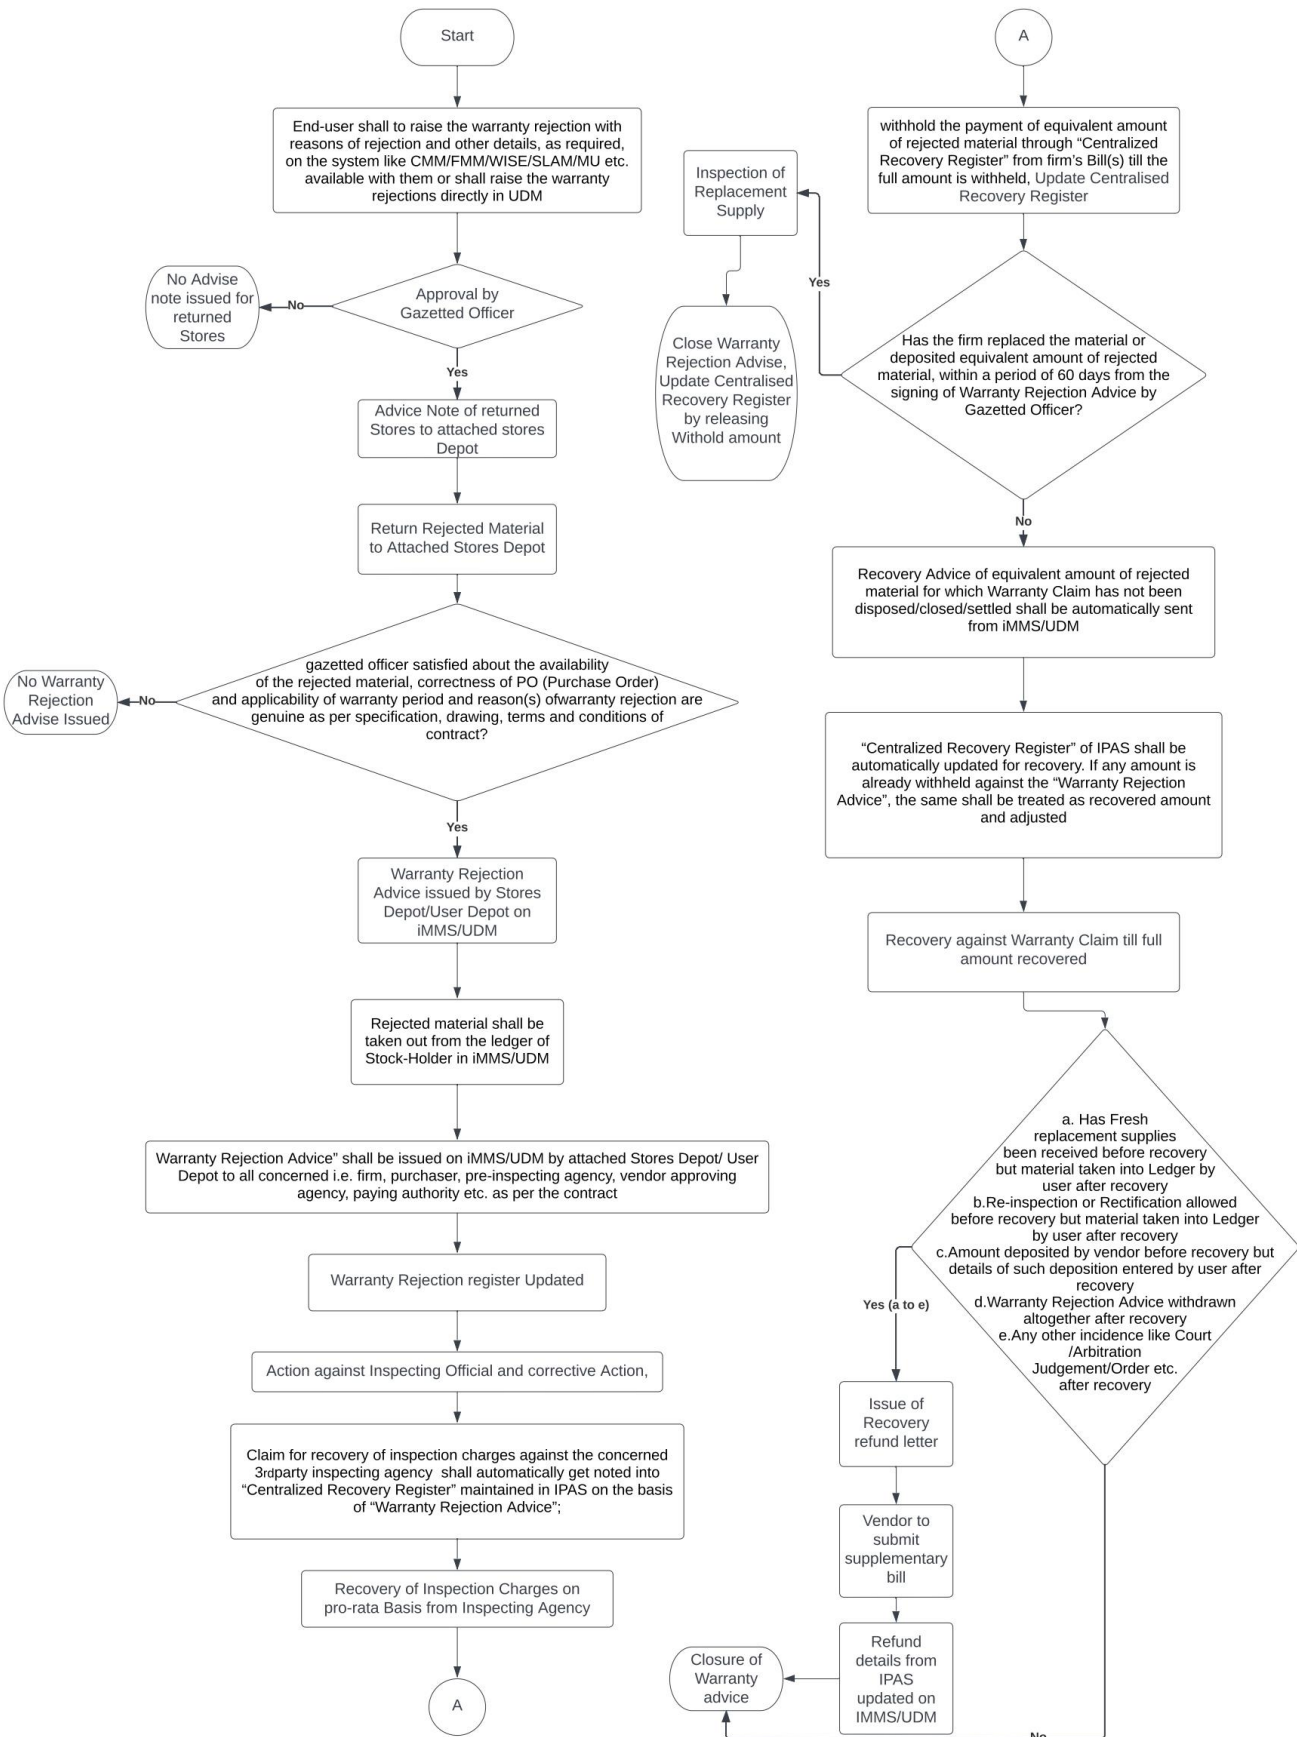 Start
End-user shall to raise the warranty rejection with
reasons of rejection and other details, as required,
on the system like CMM/FMM/WISE/SLAM/MU etc.
available with them or shall raise the warranty
rejections directly in UDM
Approval by
Gazetted Officer
No
No Advise
note issued for
returned
Stores
Yes
Advice Note of returned
Stores to attached stores
Depot
Return Rejected Material
to Attached Stores Depot
gazetted officer satisfied about the availability
of the rejected material, correctness of PO (Purchase Order)
and applicability of warranty period and reason(s) ofwarranty rejection are
genuine as per specification, drawing, terms and conditions of
contract?
No
No Warranty
Rejection
Advise Issued
Yes
Warranty Rejection
Advice issued by Stores
Depot/User Depot on
iMMS/UDM
Rejected material shall be
taken out from the ledger of
Stock-Holder in iMMS/UDM
Warranty Rejection Advice” shall be issued on iMMS/UDM by attached Stores Depot/ User
Depot to all concerned i.e. firm, purchaser, pre-inspecting agency, vendor approving
agency, paying authority etc. as per the contract
Warranty Rejection register Updated
Action against Inspecting Official and corrective Action,
Claim for recovery of inspection charges against the concerned
3rdparty inspecting agency shall automatically get noted into
“Centralized Recovery Register” maintained in IPAS on the basis
of “Warranty Rejection Advice”;
Recovery of Inspection Charges on
pro-rata Basis from Inspecting Agency
A
A
withhold the payment of equivalent amount
of rejected material through “Centralized
Recovery Register” from firm's Bill(s) till the
full amount is withheld, Update Centralised
Recovery Register
Has the firm replaced the material or
deposited equivalent amount of rejected
material, within a period of 60 days from the
signing of Warranty Rejection Advice by
Gazetted Officer?
Yes
Inspection of
Replacement
Supply
Close Warranty
Rejection Advise,
Update Centralised
Recovery Register
by releasing
Withold amount
No
Recovery Advice of equivalent amount of rejected
material for which Warranty Claim has not been
disposed/closed/settled shall be automatically sent
from iMMS/UDM
“Centralized Recovery Register” of IPAS shall be
automatically updated for recovery. If any amount is
already withheld against the “Warranty Rejection
Advice”, the same shall be treated as recovered amount
and adjusted
Recovery against Warranty Claim till full
amount recovered
a. Has Fresh
replacement supplies
been received before recovery
but material taken into Ledger by
user after recovery
b.Re-inspection or Rectification allowed
before recovery but material taken into Ledger
by user after recovery
c.Amount deposited by vendor before recovery but
details of such deposition entered by user after
recovery
d.Warranty Rejection Advice withdrawn
altogether after recovery
e.Any other incidence like Court
/Arbitration
Judgement/Order etc.
after recovery
Yes (a to e)
Issue of
Recovery
refund letter
Vendor to
submit
supplementary
bill
Refund
details from
IPAS
updated on
IMMS/UDM
Closure of
Warranty
advice
No